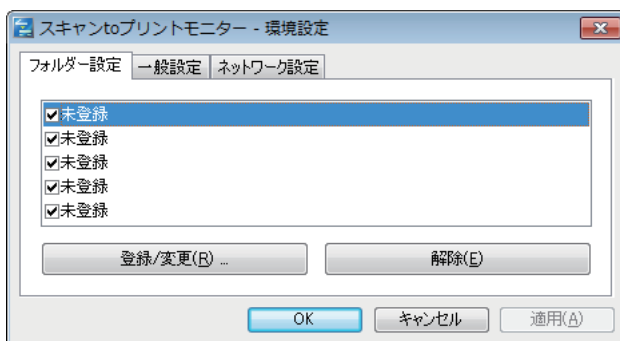 スキャンtoプリントモニター - 環境設定
フォルダー設定 一般設定 ネットワーク設定
未登録
未登録
未登録
未登録
未登録
登録/変更(R) ... 解除(E)
OK キャンセル 適用(A)